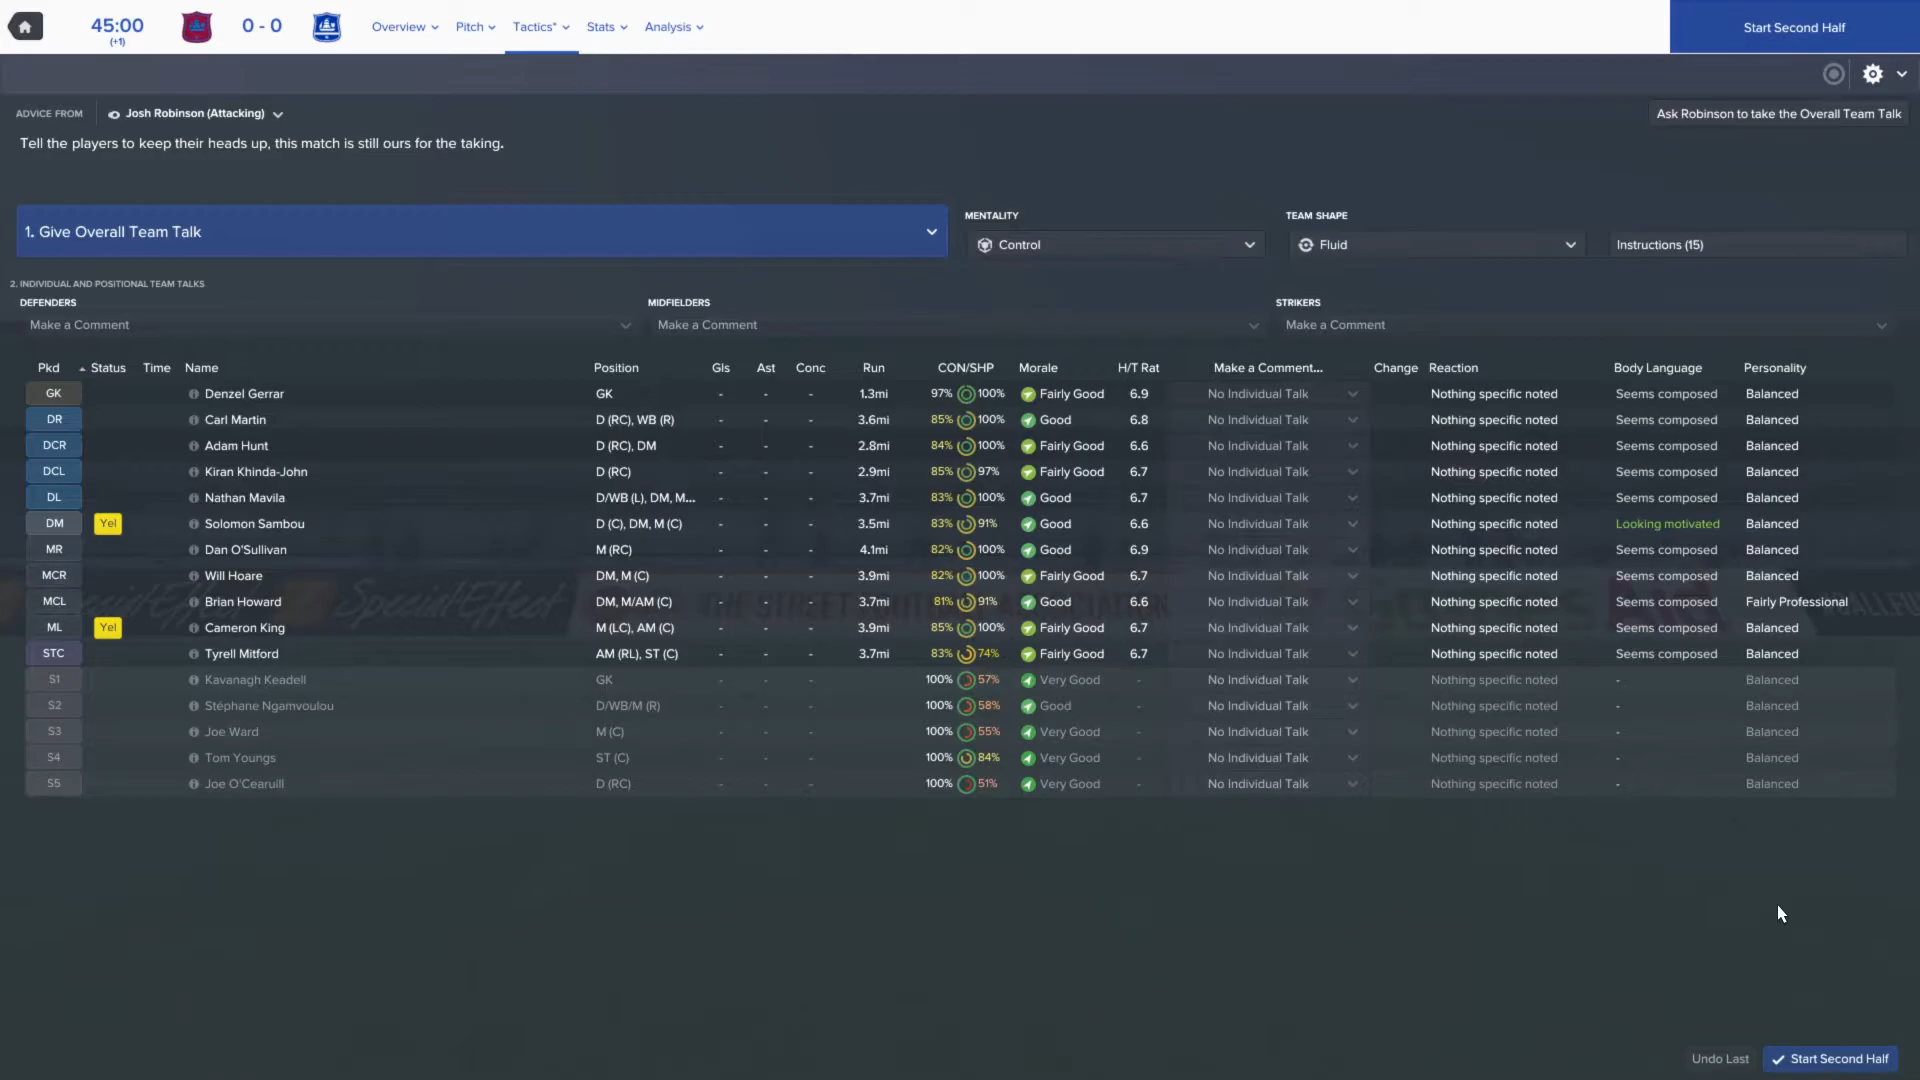 45:00
(+1)
0 - 0
Overview
Pitch
Tactics*
Stats
Analysis
Start Second Half
ADVICE FROM
Josh Robinson (Attacking)
Ask Robinson to take the Overall Team Talk
Tell the players to keep their heads up, this match is still ours for the taking.
1. Give Overall Team Talk
MENTALITY
Control
TEAM SHAPE
Fluid
Instructions (15)
2. INDIVIDUAL AND POSITIONAL TEAM TALKS
DEFENDERS
Make a Comment
MIDFIELDERS
Make a Comment
STRIKERS
Make a Comment
Pkd Status Time Name Position Gls Ast Conc Run CON/SHP Morale H/T Rat Make a Comment... Change Reaction Body Language Personality
GK Denzel Gerrar GK - - - 1.3mi 97% 100% Fairly Good 6.9 No Individual Talk Nothing specific noted Seems composed Balanced
DR Carl Martin D (RC), WB (R) - - - 3.6mi 85% 100% Good 6.8 No Individual Talk Nothing specific noted Seems composed Balanced
DCR Adam Hunt D (RC), DM - - - 2.8mi 84% 100% Fairly Good 6.6 No Individual Talk Nothing specific noted Seems composed Balanced
DCL Kiran Khinda-John D (RC) - - - 2.9mi 85% 97% Fairly Good 6.7 No Individual Talk Nothing specific noted Seems composed Balanced
DL Nathan Mavila D/WB (L), DM, M... - - - 3.7mi 83% 100% Good 6.7 No Individual Talk Nothing specific noted Seems composed Balanced
DM Yel Solomon Sambou D (C), DM, M (C) - - - 3.5mi 83% 91% Good 6.6 No Individual Talk Nothing specific noted Looking motivated Balanced
MR Dan O'Sullivan M (RC) - - - 4.1mi 82% 100% Good 6.9 No Individual Talk Nothing specific noted Seems composed Balanced
MCR Will Hoare DM, M (C) - - - 3.9mi 82% 100% Fairly Good 6.7 No Individual Talk Nothing specific noted Seems composed Balanced
MCL Brian Howard DM, M/AM (C) - - - 3.7mi 81% 91% Good 6.6 No Individual Talk Nothing specific noted Seems composed Fairly Professional
ML Yel Cameron King M (LC), AM (C) - - - 3.9mi 85% 100% Fairly Good 6.7 No Individual Talk Nothing specific noted Seems composed Balanced
STC Tyrell Mitford AM (RL), ST (C) - - - 3.7mi 83% 74% Fairly Good 6.7 No Individual Talk Nothing specific noted Seems composed Balanced
S1 Kavanagh Keadell GK - - - 100% 57% Very Good - No Individual Talk Nothing specific noted - Balanced
S2 Stéphane Ngamvoulou D/WB/M (R) - - - 100% 58% Good - No Individual Talk Nothing specific noted - Balanced
S3 Joe Ward M (C) - - - 100% 55% Very Good - No Individual Talk Nothing specific noted - Balanced
S4 Tom Youngs ST (C) - - - 100% 84% Very Good - No Individual Talk Nothing specific noted - Balanced
S5 Joe O'Cearuill D (RC) - - - 100% 51% Very Good - No Individual Talk Nothing specific noted - Balanced
SpecialEffect
Undo Last
Start Second Half